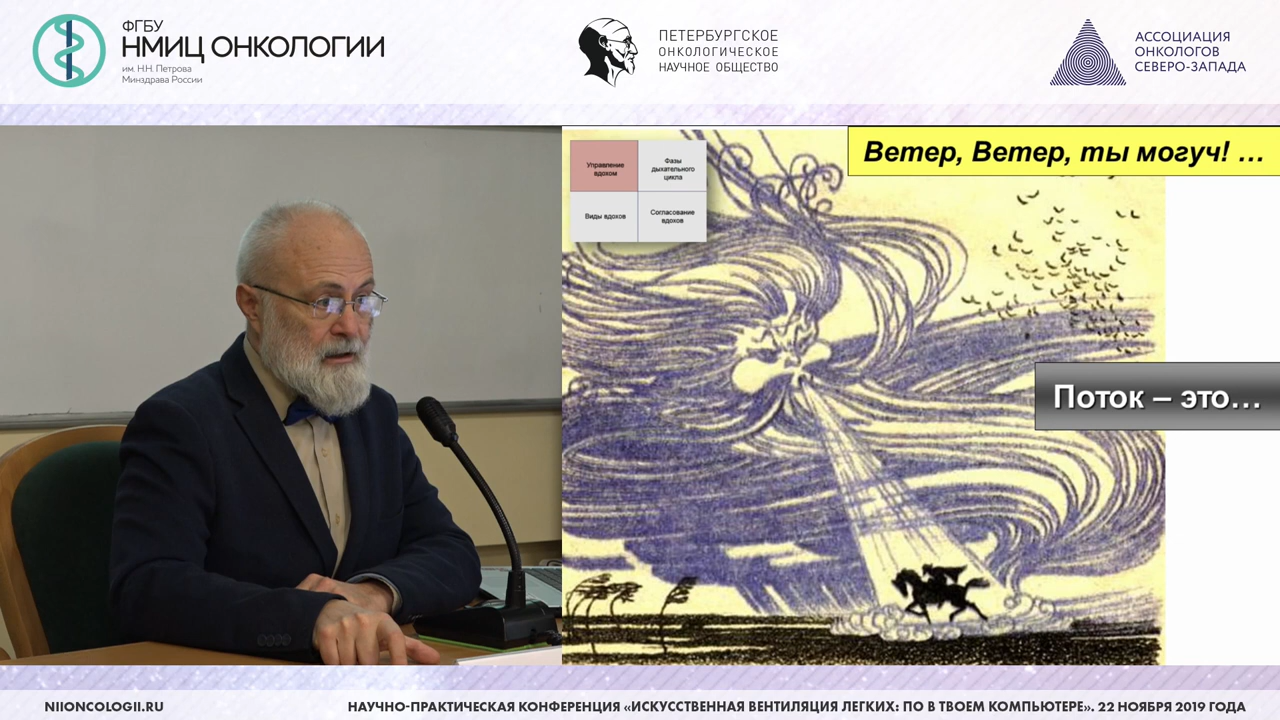 ФГБУ
НМИЦ ОНКОЛОГИИ
им. Н.Н. Петрова
Минздрава России
ПЕТЕРБУРГСКОЕ
ОНКОЛОГИЧЕСКОЕ
НАУЧНОЕ ОБЩЕСТВО
АССОЦИАЦИЯ
ОНКОЛОГОВ
СЕВЕРО-ЗАПАДА
Ветер, Ветер, ты могуч! ...
Управление
вдохом
Фазы
дыхательного
цикла
Виды вдохов
Согласование
вдохов
Поток – это...
NIIONCOLOGII.RU
НАУЧНО-ПРАКТИЧЕСКАЯ КОНФЕРЕНЦИЯ «ИСКУССТВЕННАЯ ВЕНТИЛЯЦИЯ ЛЕГКИХ: ПО В ТВОЕМ КОМПЬЮТЕРЕ». 22 НОЯБРЯ 2019 ГОДА